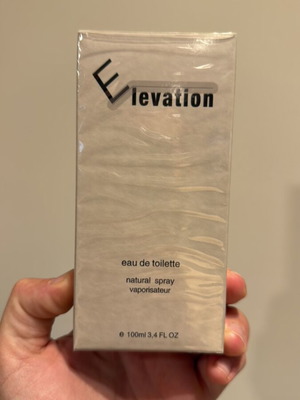 Elevation
eau de toilette
natural spray
vaporisateur
e 100ml 3.4 FL OZ